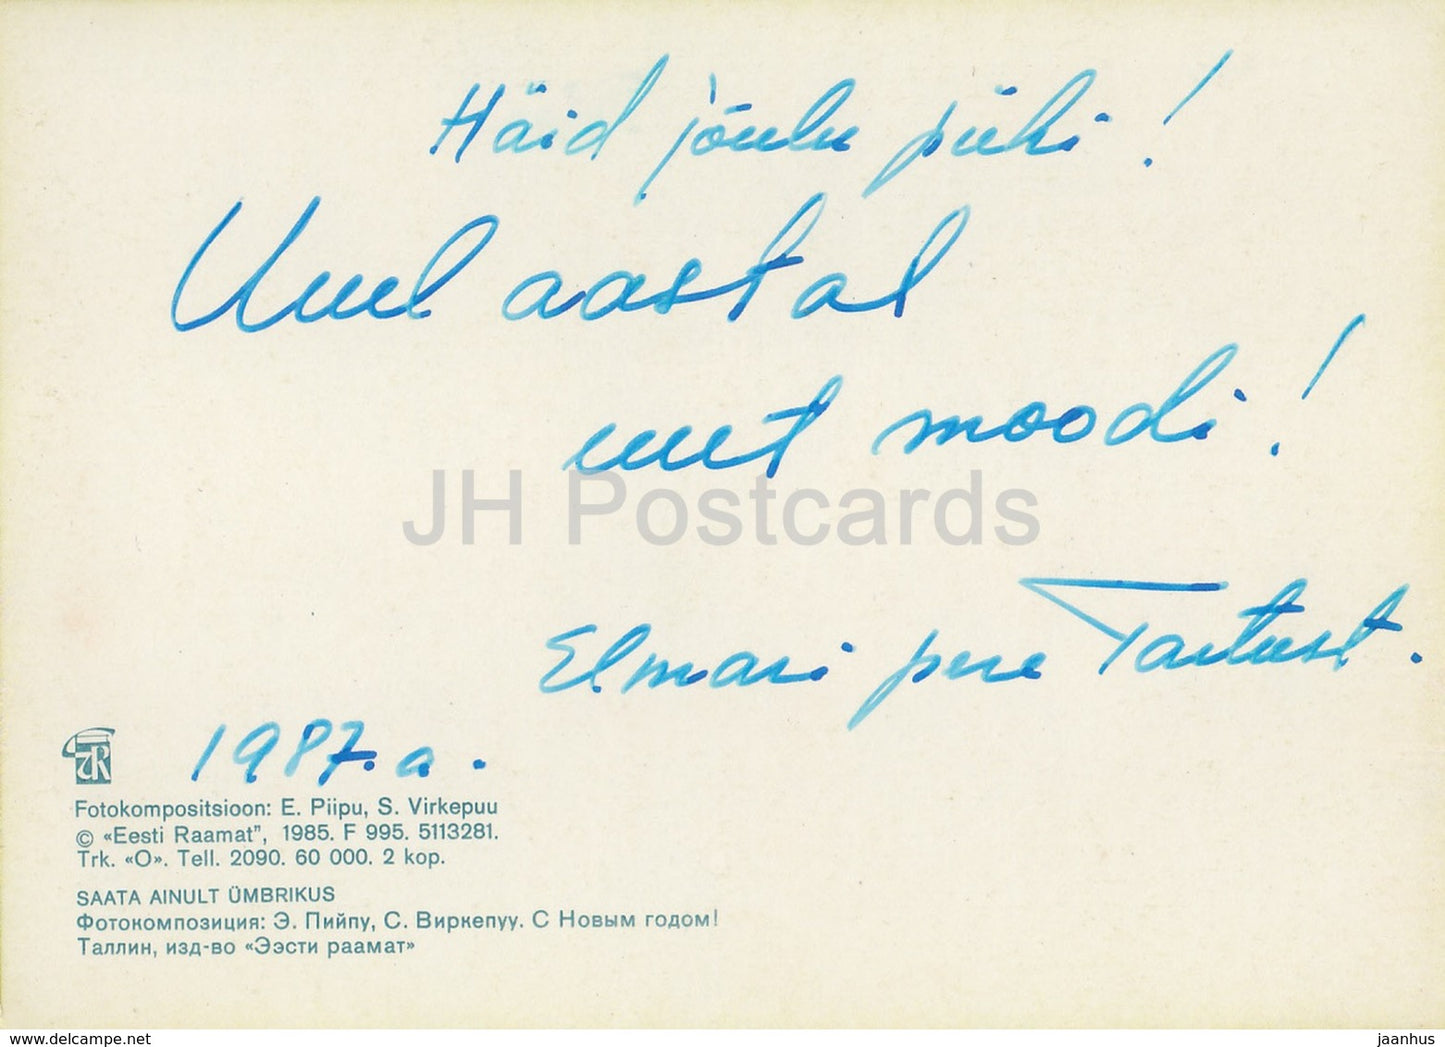 Häid jõulu pühi!
Uuel aastal
uut moodi!
JH Postcards
Elmari pere Tartust.
1987. a.
ER
Fotokompositsioon: E. Piipu, S. Virkepuu
© «Eesti Raamat", 1985. F 995. 5113281.
Trk. «O». Tell. 2090. 60 000. 2 kop.
SAATA AINULT ÜMBRIKUS
Фотокомпозиция: Э. Пийпу, С. Виркепуу. С Новым годом!
Таллин, изд-во «Ээсти раамат»
www.delcampe.net
jaanhus